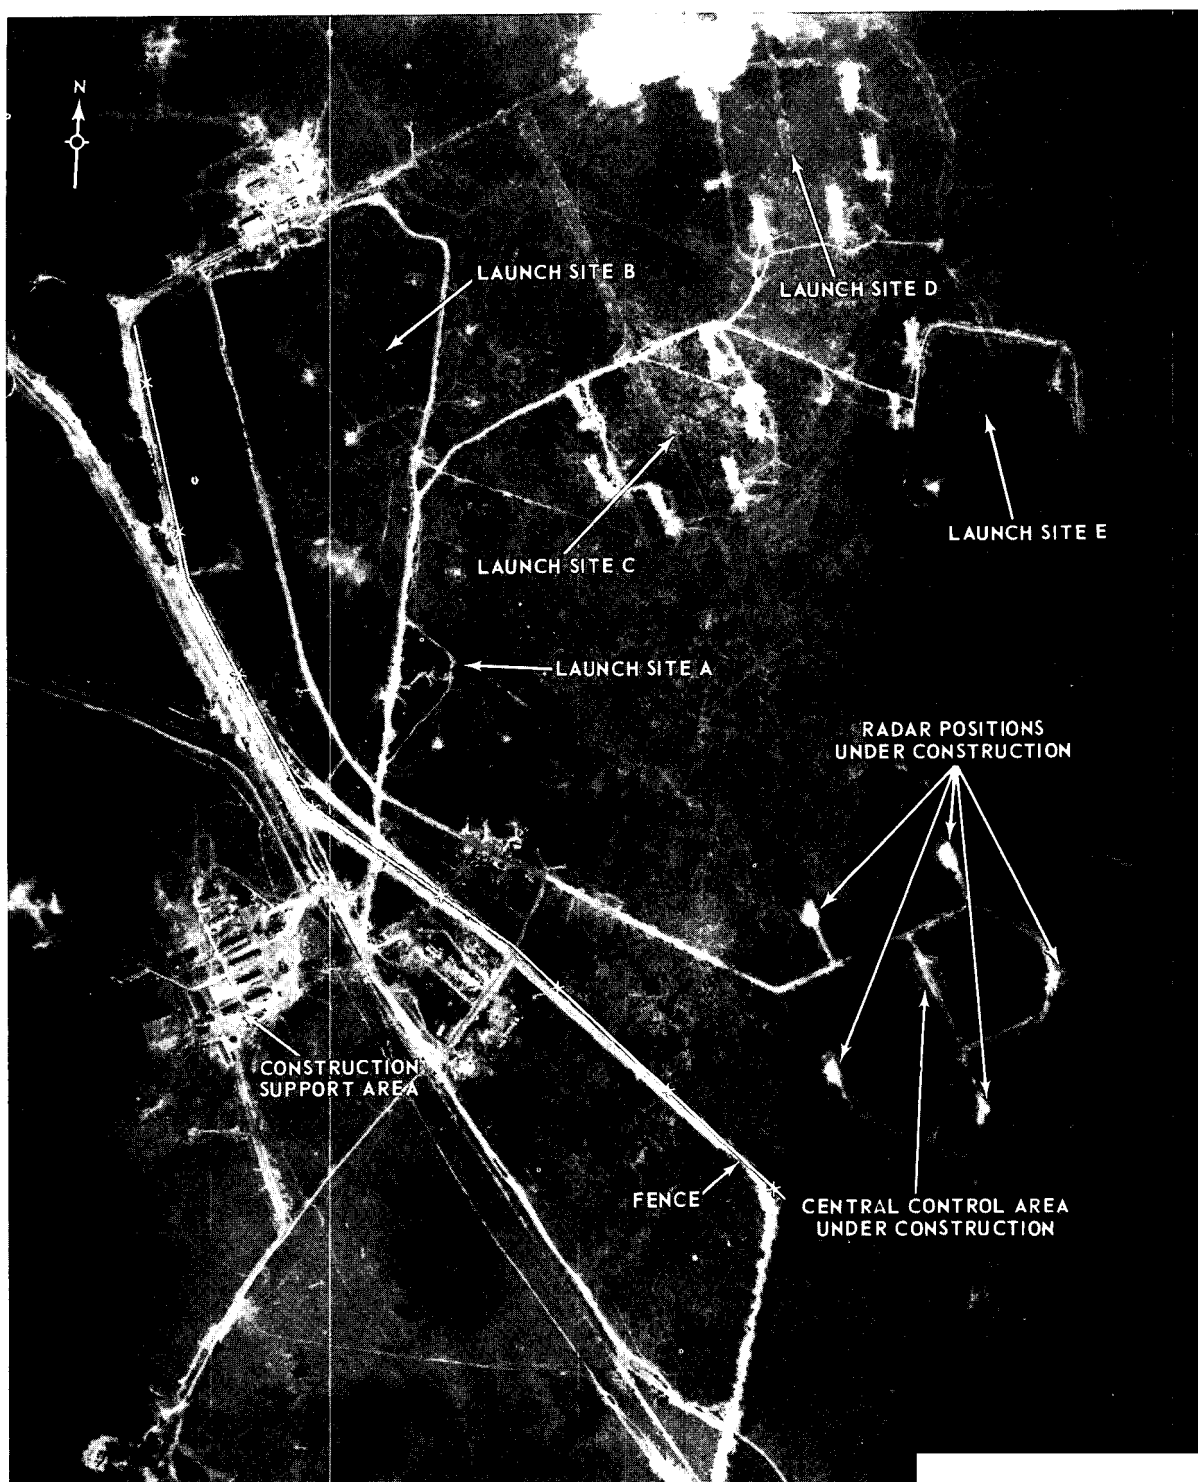 N
LAUNCH SITE B
LAUNCH SITE D
LAUNCH SITE E
LAUNCH SITE C
LAUNCH SITE A
RADAR POSITIONS
UNDER CONSTRUCTION
CONSTRUCTION
SUPPORT AREA
FENCE
CENTRAL CONTROL AREA
UNDER CONSTRUCTION